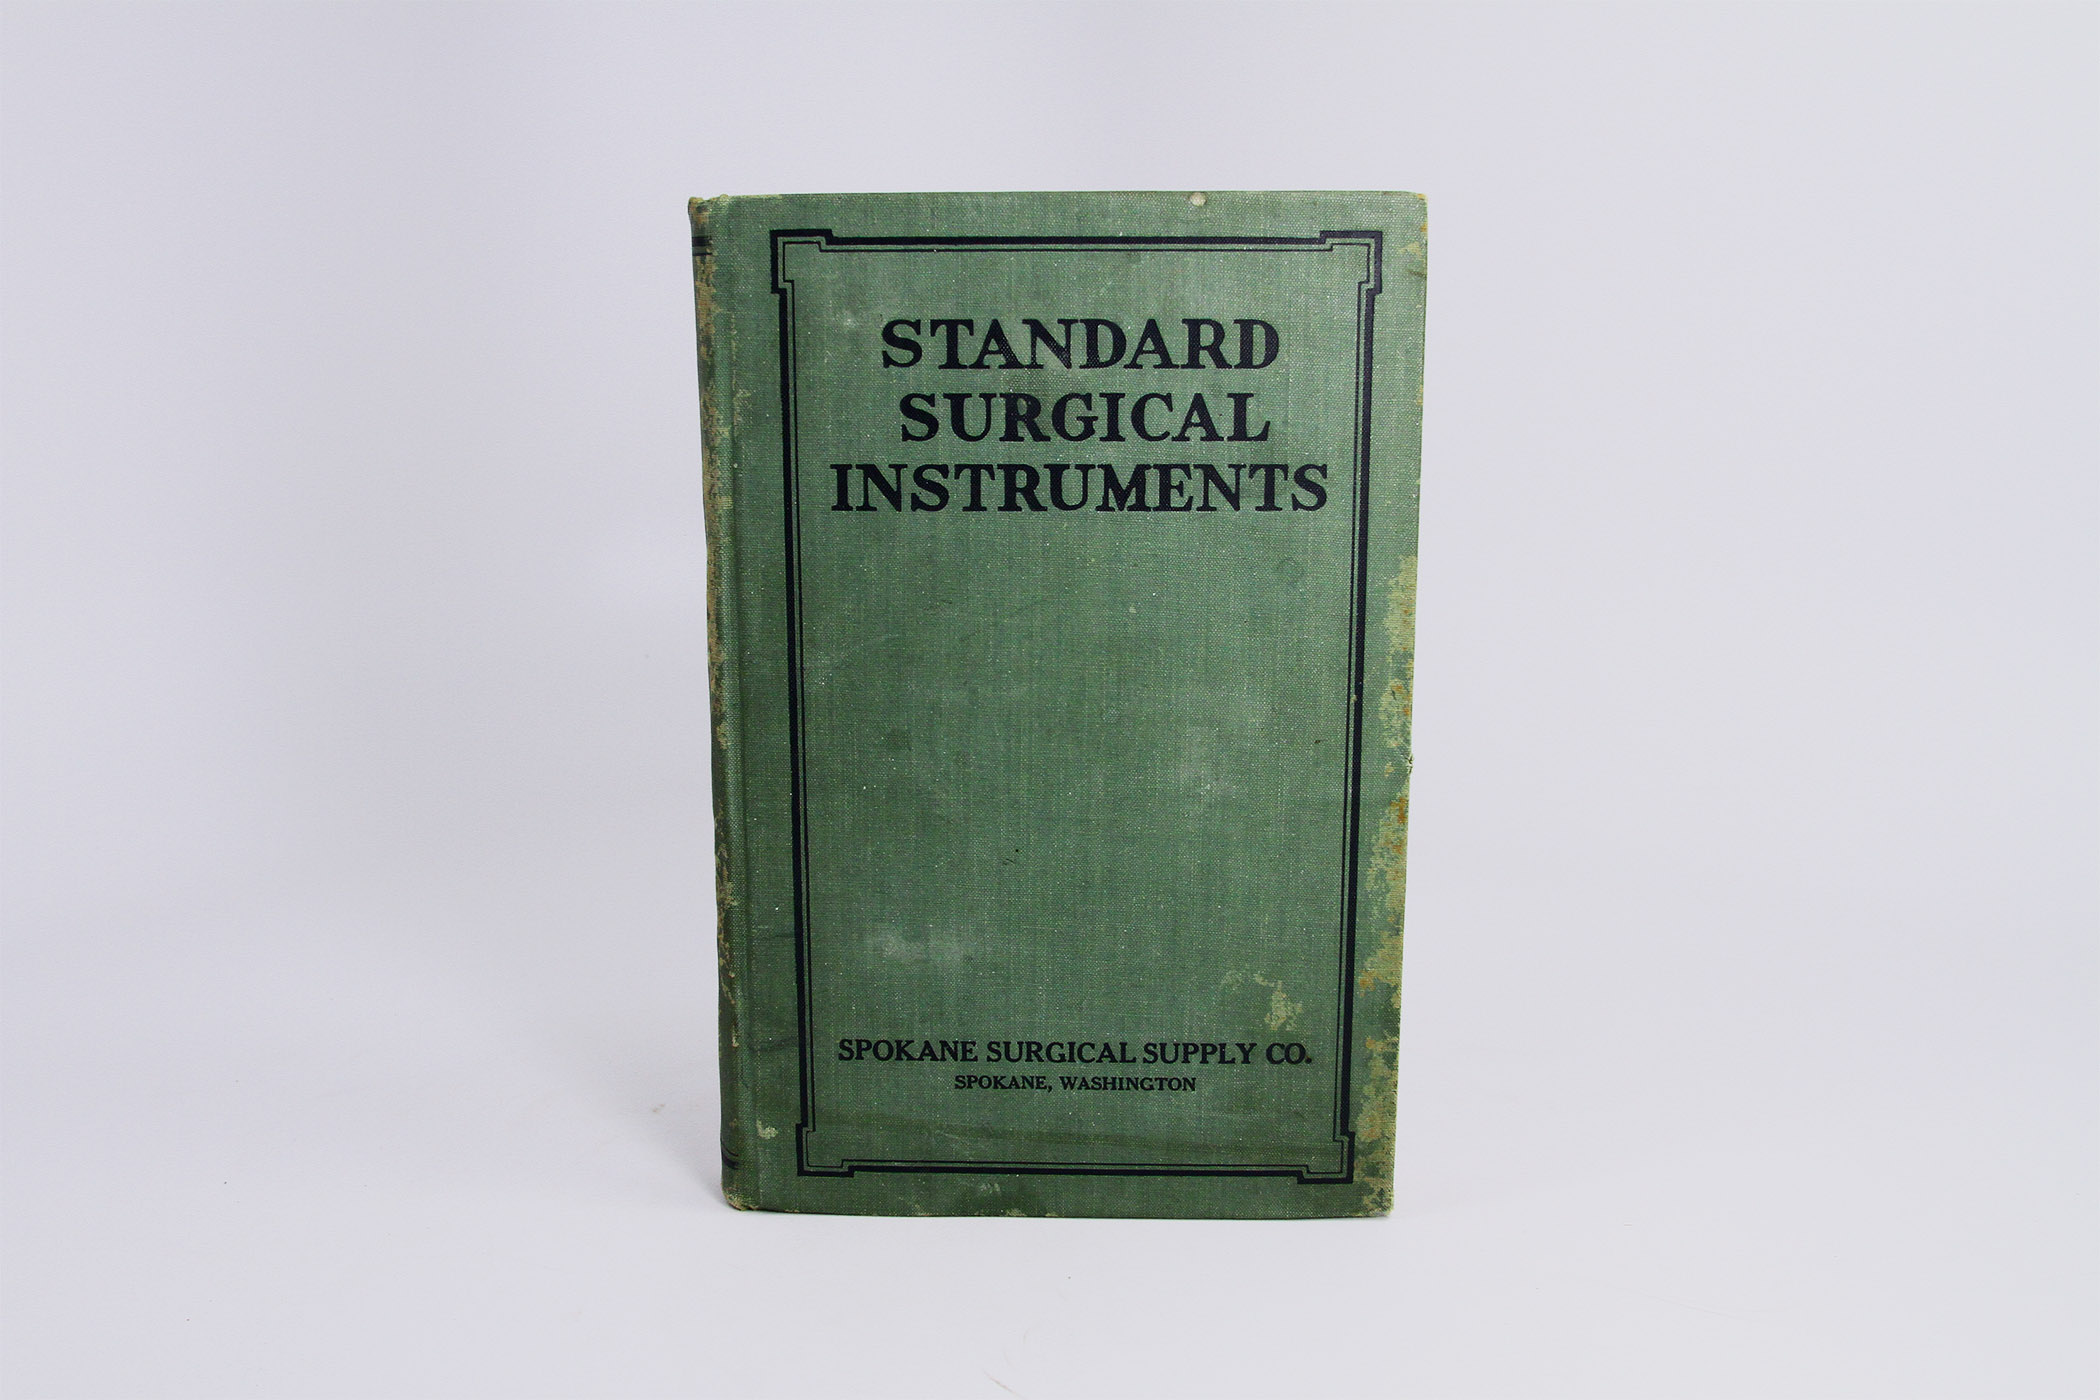 STANDARD
SURGICAL
INSTRUMENTS
SPOKANE SURGICAL SUPPLY CO.
SPOKANE, WASHINGTON